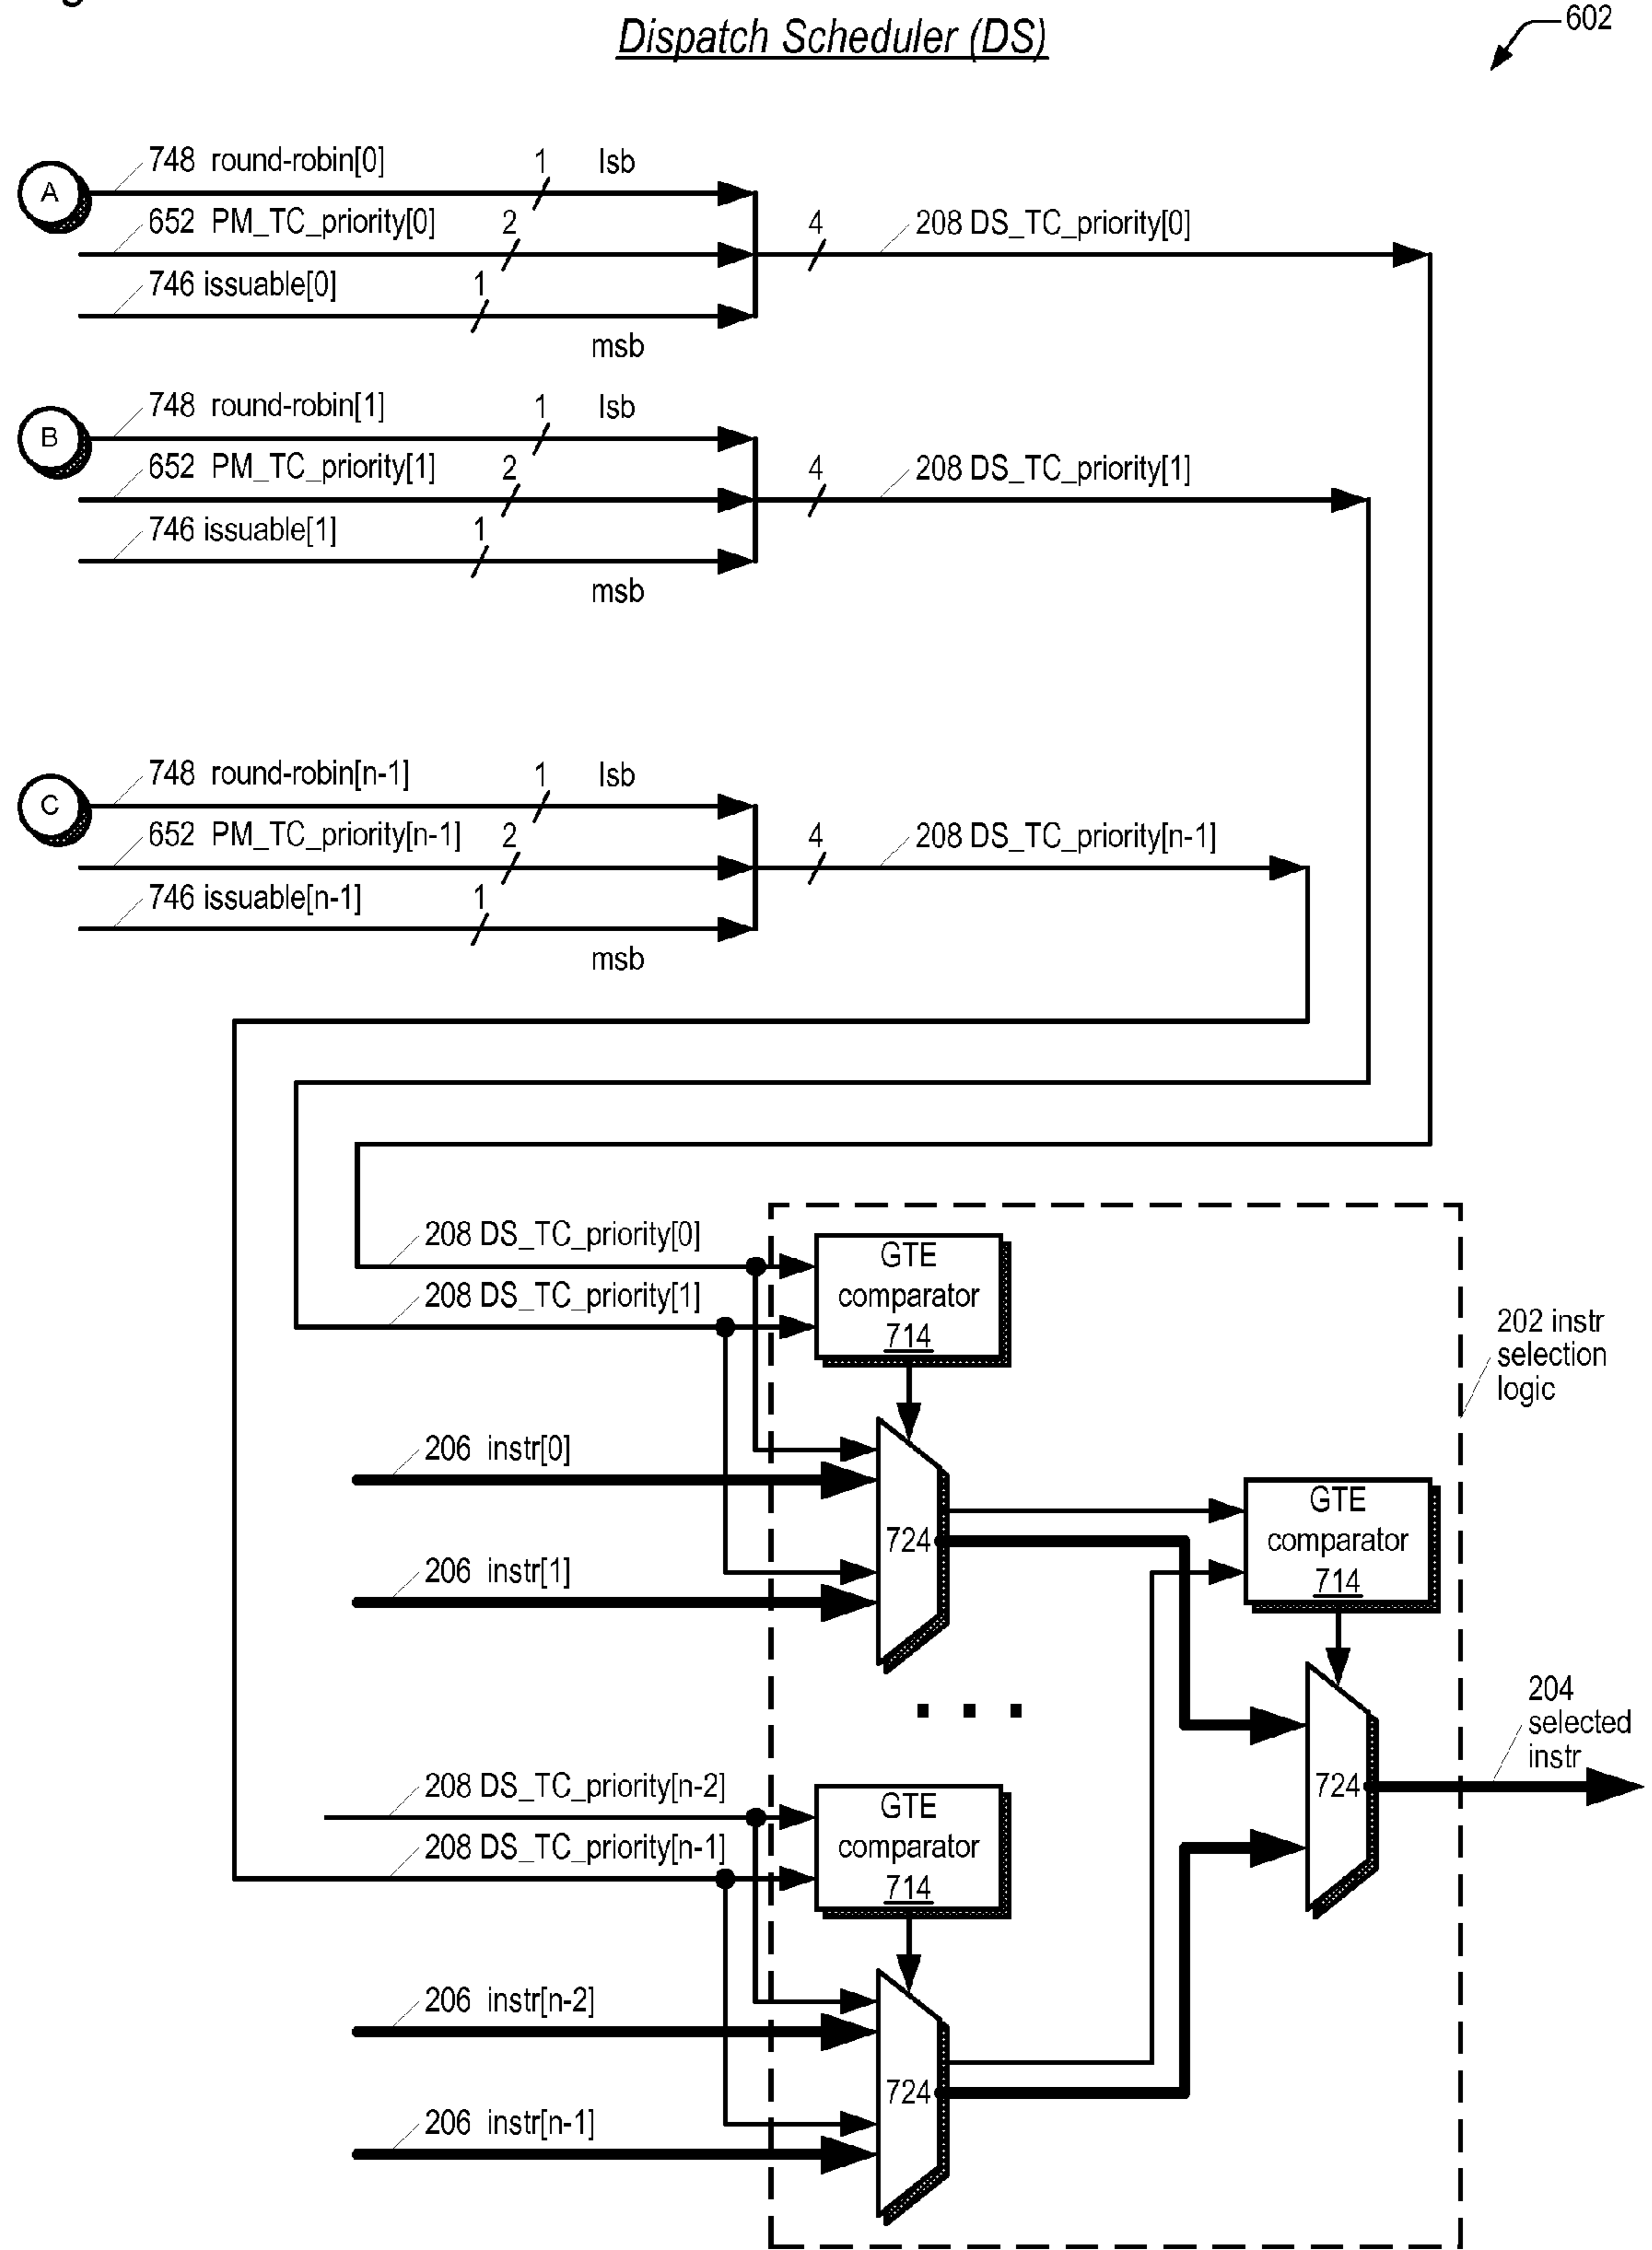 Dispatch Scheduler (DS)
602
748 round-robin[0] 1 lsb
A
652 PM_TC_priority[0] 2 4 208 DS_TC_priority[0]
746 issuable[0] 1
msb
748 round-robin[1] 1 lsb
B
652 PM_TC_priority[1] 2 4 208 DS_TC_priority[1]
746 issuable[1] 1
msb
748 round-robin[n-1] 1 lsb
C
652 PM_TC_priority[n-1] 2 4 208 DS_TC_priority[n-1]
746 issuable[n-1] 1
msb
208 DS_TC_priority[0]
208 DS_TC_priority[1]
GTE
comparator
714
202 instr
selection
logic
206 instr[0]
206 instr[1]
724
GTE
comparator
714
204
selected
instr
724
. . .
208 DS_TC_priority[n-2]
208 DS_TC_priority[n-1]
GTE
comparator
714
206 instr[n-2]
206 instr[n-1]
724